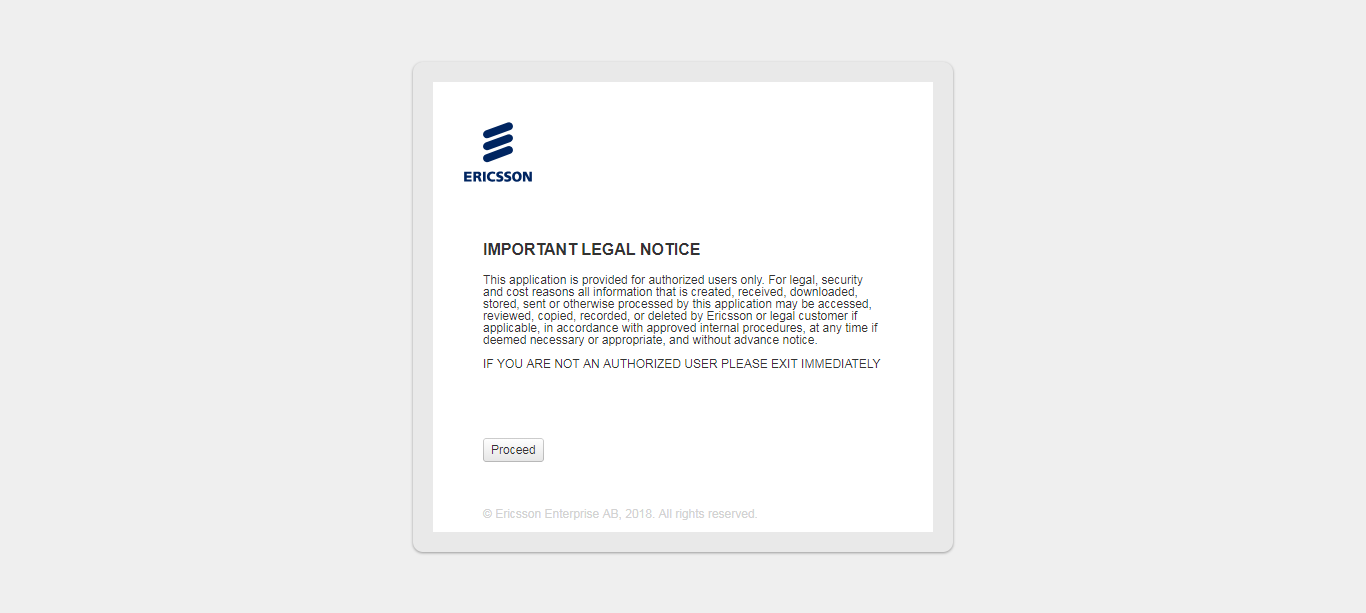 ERICSSON
IMPORTANT LEGAL NOTICE
This application is provided for authorized users only. For legal, security
and cost reasons all information that is created, received, downloaded,
stored, sent or otherwise processed by this application may be accessed,
reviewed, copied, recorded, or deleted by Ericsson or legal customer if
applicable, in accordance with approved internal procedures, at any time if
deemed necessary or appropriate, and without advance notice.
IF YOU ARE NOT AN AUTHORIZED USER PLEASE EXIT IMMEDIATELY
Proceed
© Ericsson Enterprise AB, 2018. All rights reserved.